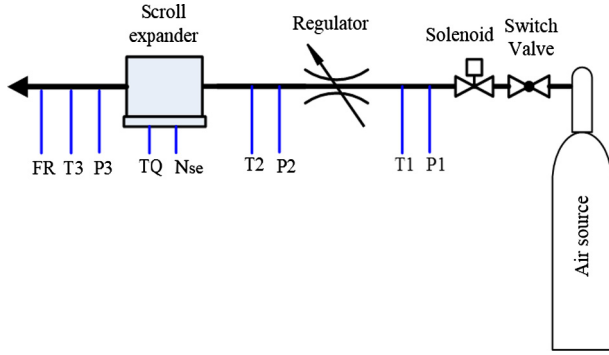 Scroll
expander
Regulator
Solenoid
Switch
Valve
FR
T3
P3
TQ
Nse
T2
P2
T1
P1
Air source